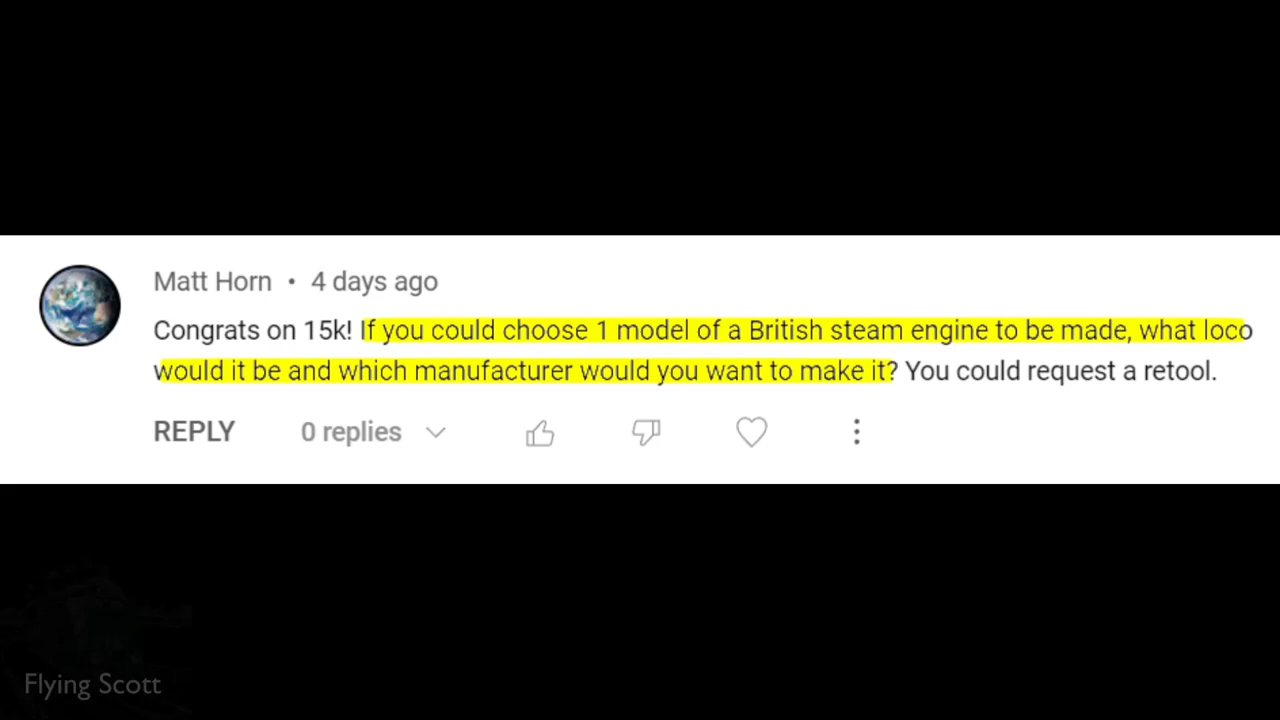 Matt Horn • 4 days ago
Congrats on 15k! If you could choose 1 model of a British steam engine to be made, what loco
would it be and which manufacturer would you want to make it? You could request a retool.
REPLY 0 replies
Flying Scott